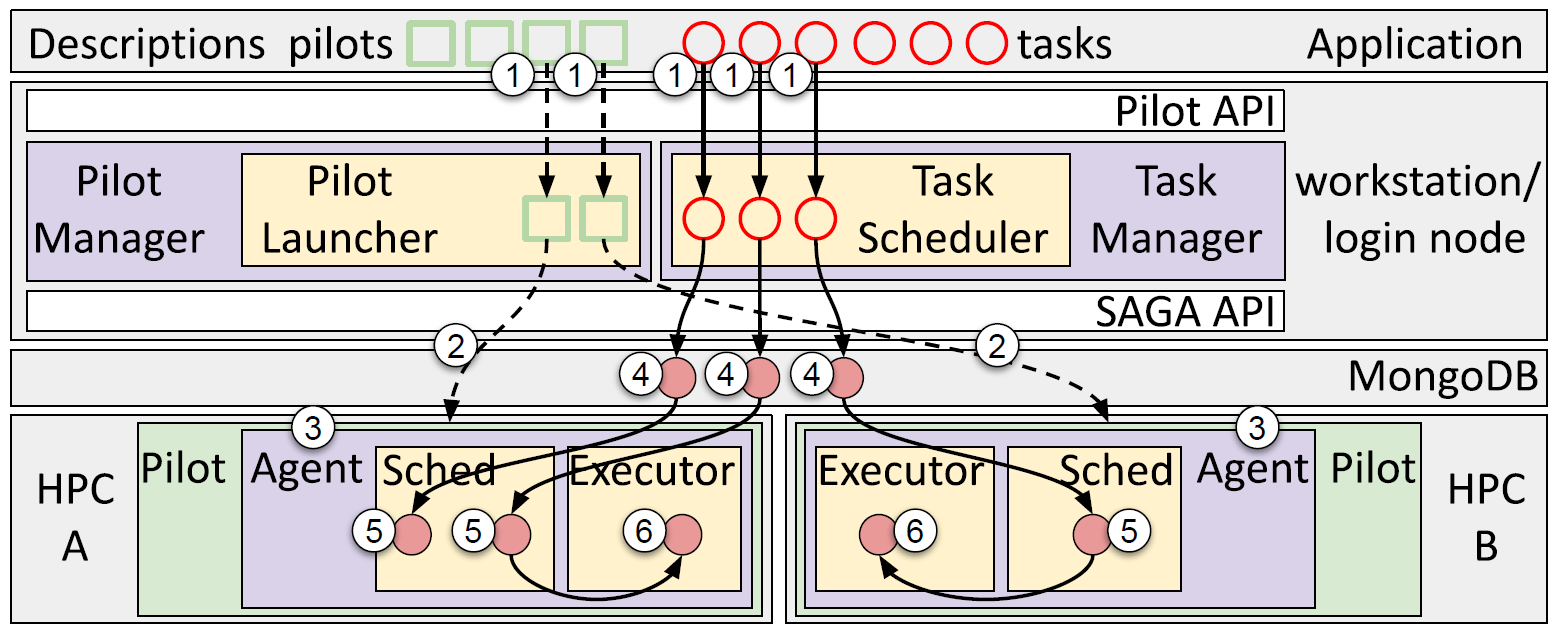 Descriptions pilots tasks Application
1 1 1 1 1
Pilot API
Pilot
Manager
Pilot
Launcher
Task
Scheduler
Task
Manager
workstation/
login node
SAGA API
2 2
4 4 4 MongoDB
HPC
A
Pilot
3
Agent
Sched
Executor
5 5 6
Executor
Sched
3
Agent
Pilot
6 5
HPC
B